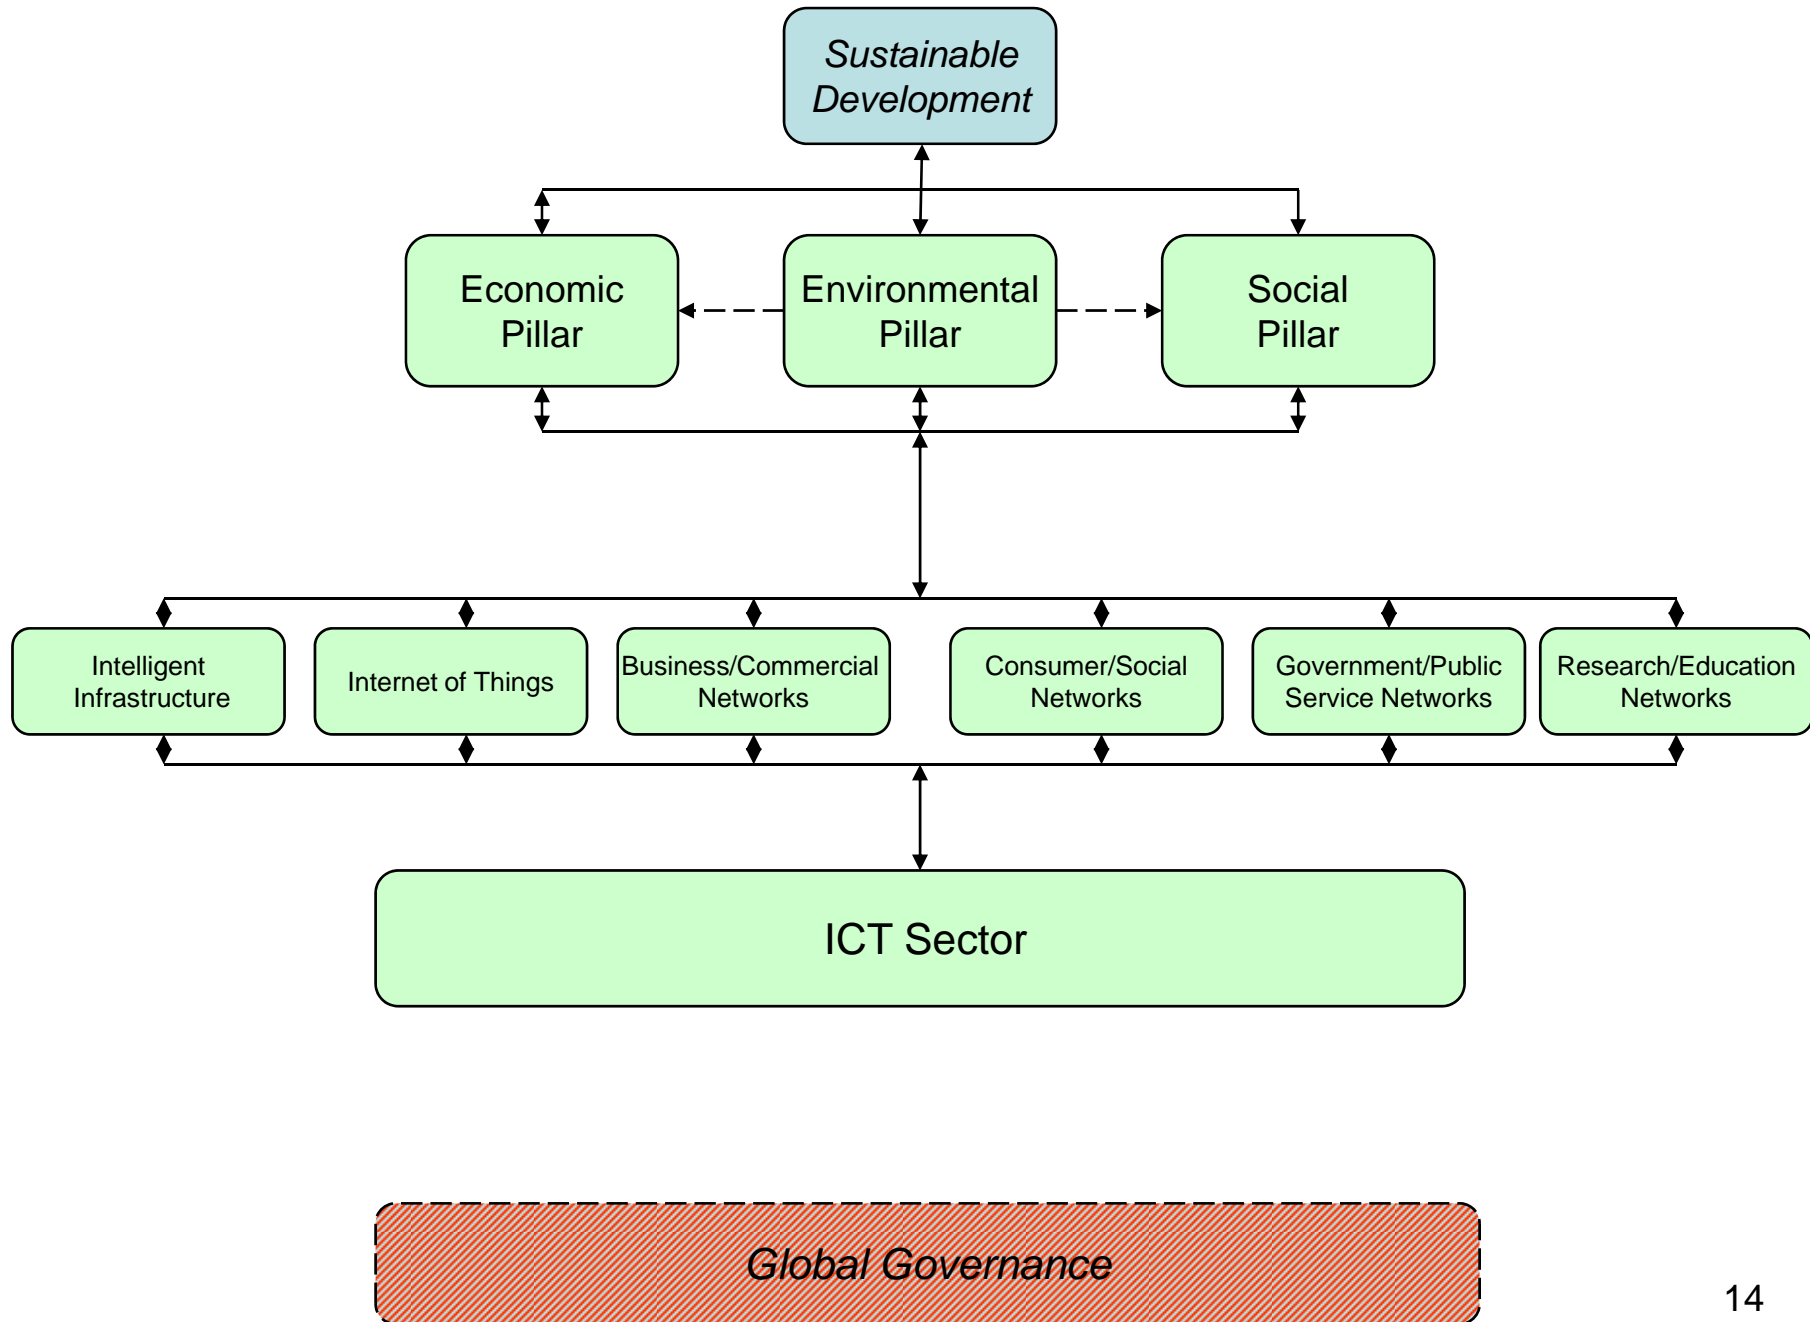 Sustainable
Development
Economic
Pillar
Environmental
Pillar
Social
Pillar
Intelligent
Infrastructure
Internet of Things
Business/Commercial
Networks
Consumer/Social
Networks
Government/Public
Service Networks
Research/Education
Networks
ICT Sector
Global Governance
14